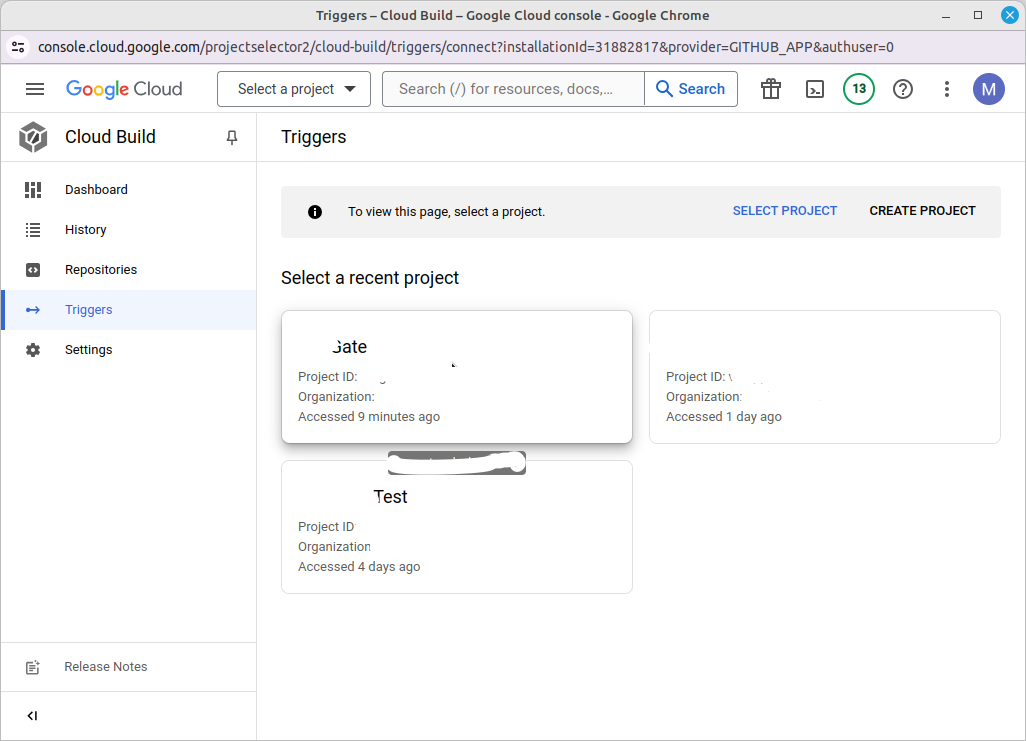 Triggers – Cloud Build – Google Cloud console - Google Chrome
console.cloud.google.com/projectselector2/cloud-build/triggers/connect?installationId=31882817&provider=GITHUB_APP&authuser=0
Google Cloud
Select a project
Search (/) for resources, docs,...
Search
13
M
Cloud Build
Triggers
Dashboard
History
Repositories
Triggers
Settings
Release Notes
To view this page, select a project.
SELECT PROJECT
CREATE PROJECT
Select a recent project
Project ID:
Organization:
Accessed 9 minutes ago
Project ID:
Organization:
Accessed 1 day ago
Test
Project ID
Organization
Accessed 4 days ago